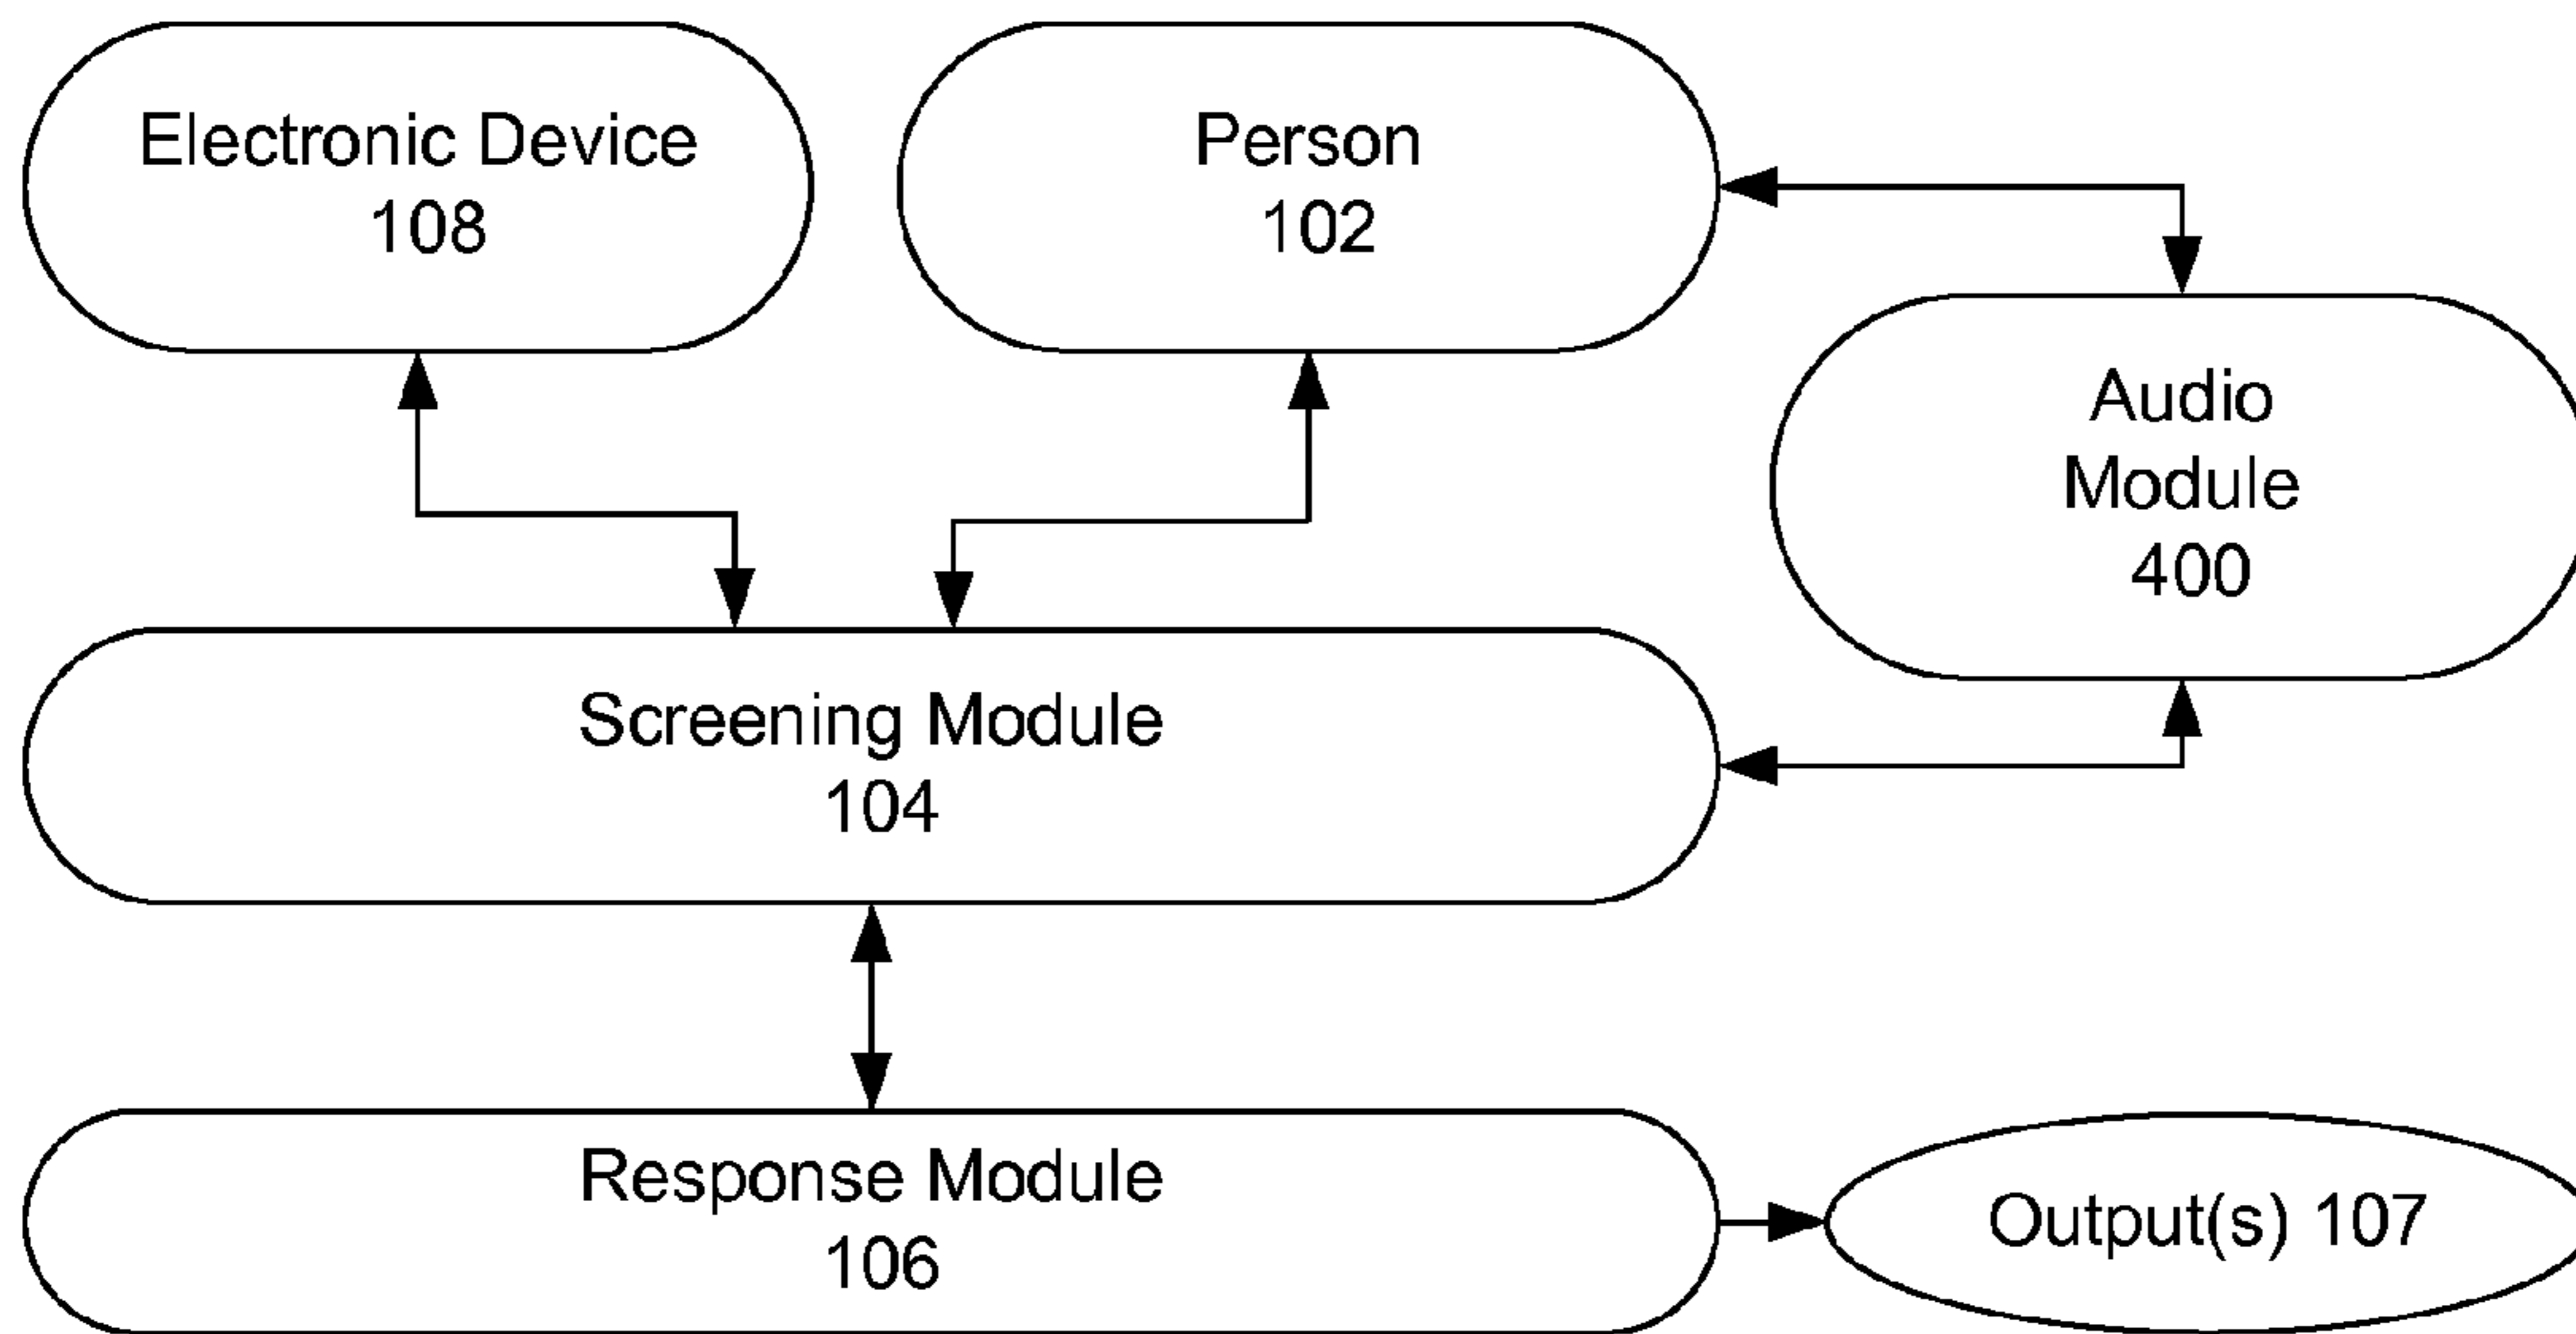 Electronic Device
108
Person
102
Audio
Module
400
Screening Module
104
Response Module
106
Output(s) 107